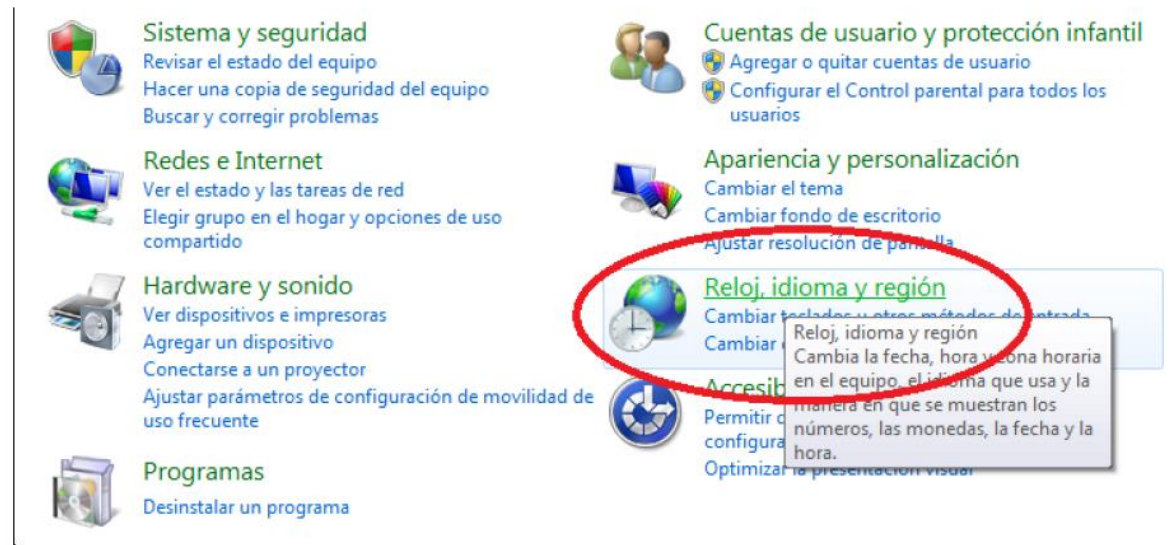 Sistema y seguridad
Revisar el estado del equipo
Hacer una copia de seguridad del equipo
Buscar y corregir problemas
Redes e Internet
Ver el estado y las tareas de red
Elegir grupo en el hogar y opciones de uso
compartido
Hardware y sonido
Ver dispositivos e impresoras
Agregar un dispositivo
Conectarse a un proyector
Ajustar parámetros de configuración de movilidad de
uso frecuente
Programas
Desinstalar un programa
Cuentas de usuario y protección infantil
Agregar o quitar cuentas de usuario
Configurar el Control parental para todos los
usuarios
Apariencia y personalización
Cambiar el tema
Cambiar fondo de escritorio
Ajustar resolución de pantalla
Reloj, idioma y región
Cambiar teclados u otros métodos de entrada
Cambiar
Reloj, idioma y región
Cambia la fecha, hora y zona horaria
en el equipo, el idioma que usa y la
manera en que se muestran los
números, las monedas, la fecha y la
hora.
Permitir
Optimizar la presentación visual